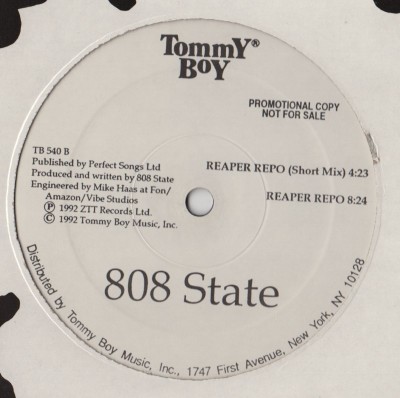 TommY®
BoY
PROMOTIONAL COPY
NOT FOR SALE
TB 540 B
Published by Perfect Songs Ltd
Produced and written by 808 State
Engineered by Mike Haas at Fon/
Amazon/Vibe Studios
Ⓟ 1992 ZTT Records Ltd.
© 1992 Tommy Boy Music, Inc.
REAPER REPO (Short Mix) 4:23
REAPER REPO 8:24
808 State
Distributed by Tommy Boy Music, Inc., 1747 First Avenue, New York, NY 10128